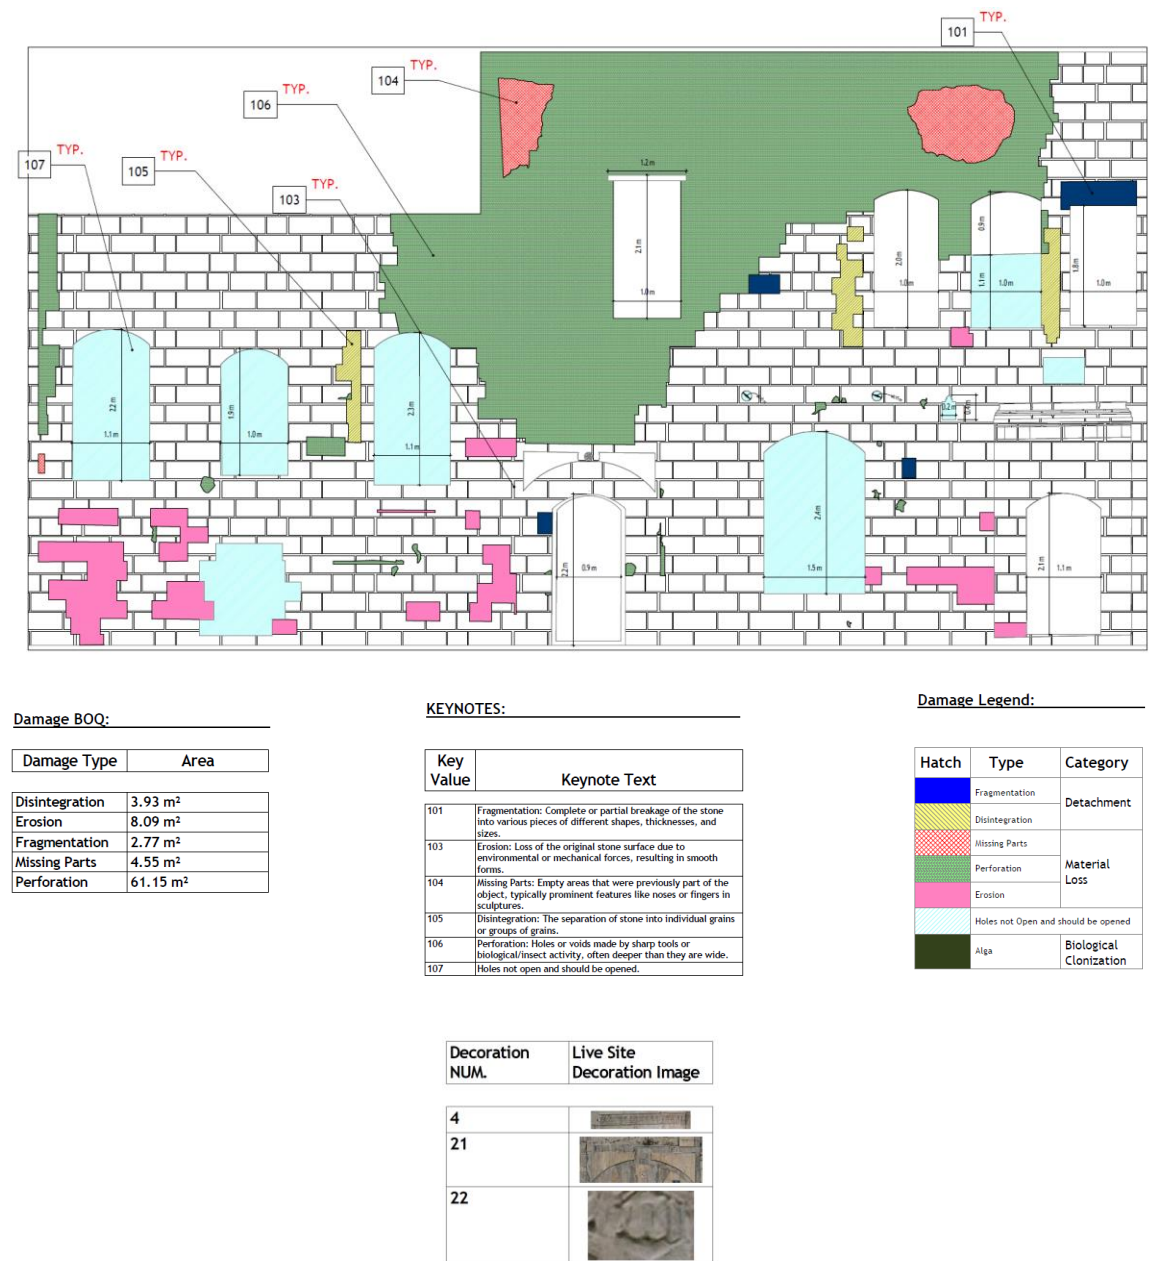 TYP.
101
TYP.
104
TYP.
106
TYP.
107
TYP.
105
TYP.
103
1.2 m
2.1m
1.0m
2.0m
1.0m
0.9m
1.1m
1.0m
1.8m
1.0m
2.2m
1.1m
1.9m
1.0m
2.3m
1.1m
0.2m
2.4m
1.5m
2.2m
0.9m
2.1m
1.1m
Damage BOQ:
Damage Type Area
Disintegration 3.93 m²
Erosion 8.09 m²
Fragmentation 2.77 m²
Missing Parts 4.55 m²
Perforation 61.15 m²
KEYNOTES:
Key
Value Keynote Text
101 Fragmentation: Complete or partial breakage of the stone
into various pieces of different shapes, thicknesses, and
sizes.
103 Erosion: Loss of the original stone surface due to
environmental or mechanical forces, resulting in smooth
forms.
104 Missing Parts: Empty areas that were previously part of the
object, typically prominent features like noses or fingers in
sculptures.
105 Disintegration: The separation of stone into individual grains
or groups of grains.
106 Perforation: Holes or voids made by sharp tools or
biological/insect activity, often deeper than they are wide.
107 Holes not open and should be opened.
Damage Legend:
Hatch Type Category
Fragmentation
Detachment
Disintegration
Missing Parts
Perforation
Material
Loss
Erosion
Holes not Open and should be opened
Alga
Biological
Clonization
Decoration
NUM.
Live Site
Decoration Image
4
21
22